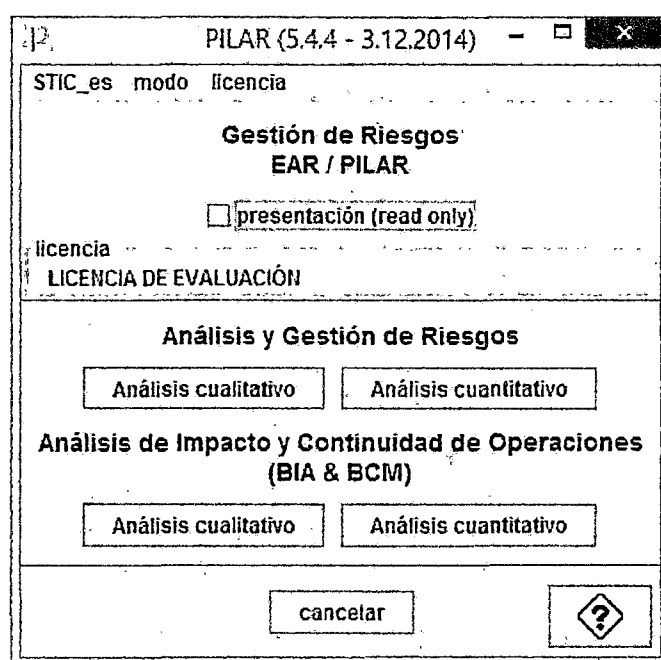 PILAR (5.4.4 - 3.12.2014)
STIC_es modo licencia
Gestión de Riesgos
EAR / PILAR
presentación (read only)
licencia
LICENCIA DE EVALUACIÓN
Análisis y Gestión de Riesgos
Análisis cualitativo Análisis cuantitativo
Análisis de Impacto y Continuidad de Operaciones
(BIA & BCM)
Análisis cualitativo Análisis cuantitativo
cancelar ?